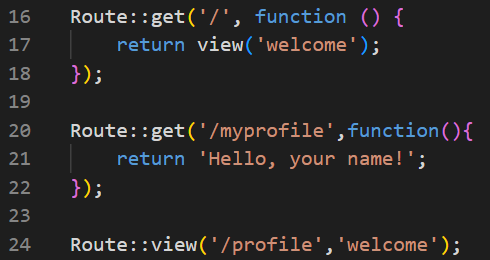 16 Route::get('/', function () {
17     return view('welcome');
18 });
19
20 Route::get('/myprofile',function(){
21     return 'Hello, your name!';
22 });
23
24 Route::view('/profile','welcome');